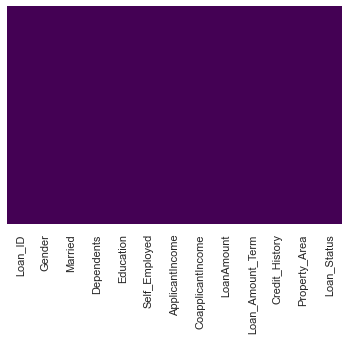 Loan_ID
Gender
Married
Dependents
Education
Self_Employed
ApplicantIncome
CoapplicantIncome
LoanAmount
Loan_Amount_Term
Credit_History
Property_Area
Loan_Status